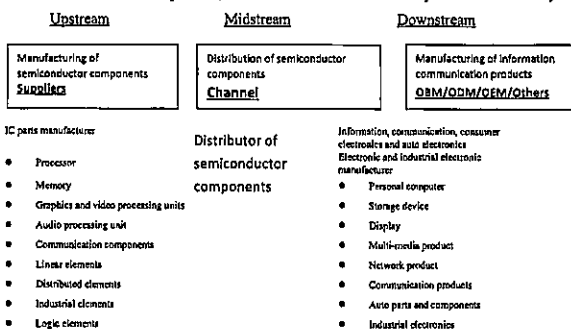 Upstream
Midstream
Downstream
Manufacturing of
semiconductor components
Suppliers
Distribution of semiconductor
components
Channel
Manufacturing of information
communication products
OBM/ODM/OEM/Others
IC parts manufacturer
Processor
Memory
Graphics and video processing units
Audio processing unit
Communication components
Linear elements
Distributed elements
Industrial elements
Logic elements
Distributor of
semiconductor
components
Information, communication, consumer
electronics and auto electronics
Electronic and industrial electronic
manufacturer
Personal computer
Storage device
Display
Multi-media product
Network product
Communication products
Auto parts and components
Industrial electronics